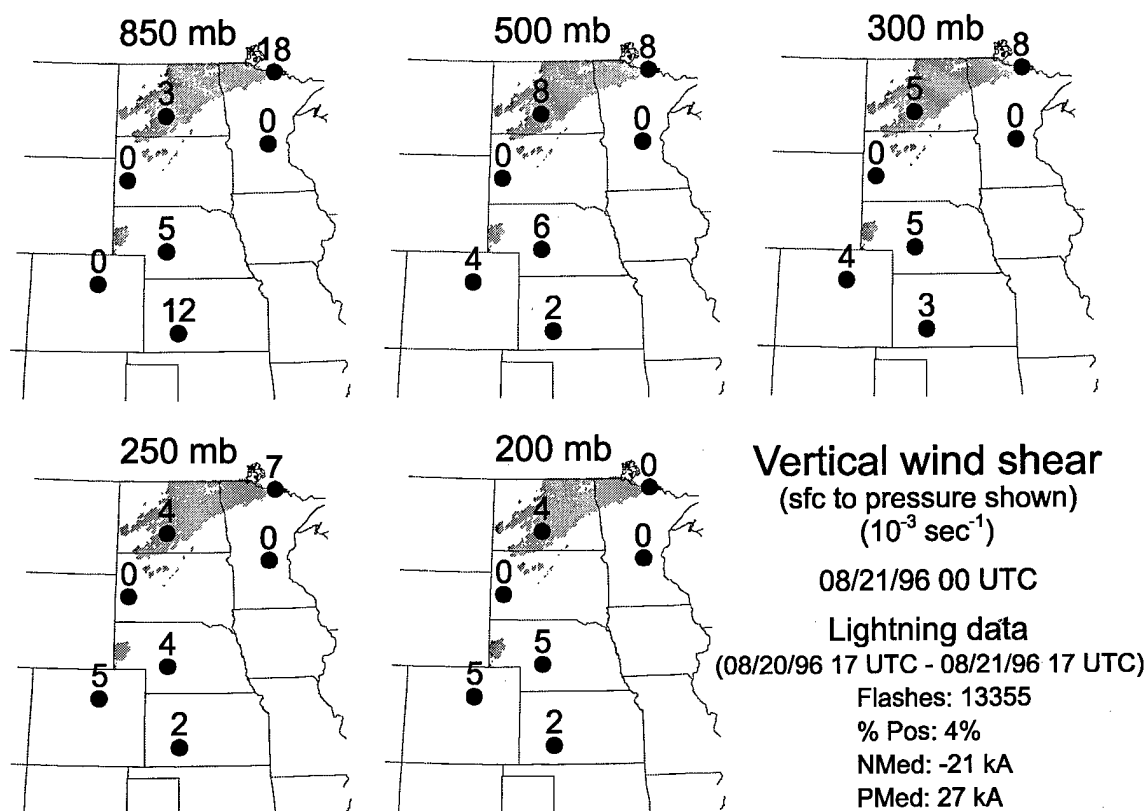 850 mb
18
3
0
0
5
0
12
500 mb
8
8
0
0
6
4
2
300 mb
8
5
0
0
5
4
3
250 mb
7
4
0
0
4
5
2
200 mb
0
4
0
0
5
5
2
Vertical wind shear
(sfc to pressure shown)
(10⁻³ sec⁻¹)
08/21/96 00 UTC
Lightning data
(08/20/96 17 UTC - 08/21/96 17 UTC)
Flashes: 13355
% Pos: 4%
NMed: -21 kA
PMed: 27 kA